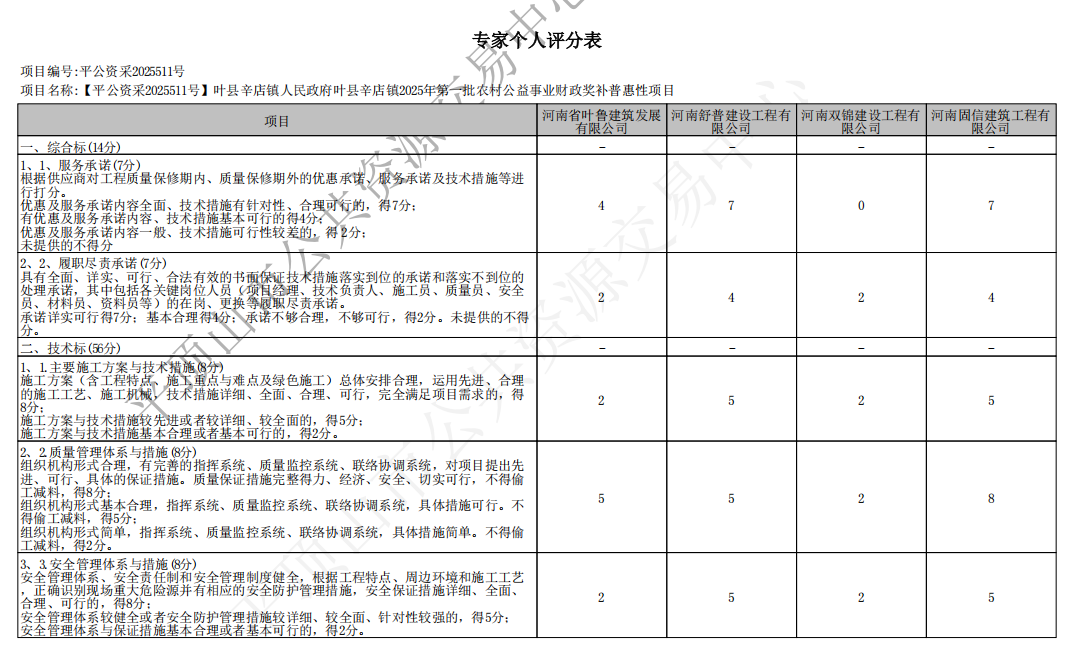 专家个人评分表
项目编号:平公资采2025511号
项目名称:【平公资采2025511号】叶县辛店镇人民政府叶县辛店镇2025年第一批农村公益事业财政奖补普惠性项目
项目 河南省叶鲁建筑发展有限公司 河南舒普建设工程有限公司 河南双锦建设工程有限公司 河南固信建筑工程有限公司
一、综合标(14分) - - - -
1、1、服务承诺(7分)
根据供应商对工程质量保修期内、质量保修期外的优惠承诺、服务承诺及技术措施等进
行打分。
优惠及服务承诺内容全面、技术措施有针对性、合理可行的，得7分；
有优惠及服务承诺内容、技术措施基本可行的得4分；
优惠及服务承诺内容一般、技术措施可行性较差的，得2分；
未提供的不得分
4 7 0 7
2、2、履职尽责承诺(7分)
具有全面、详实、可行、合法有效的书面保证技术措施落实到位的承诺和落实不到位的
处理承诺，其中包括各关键岗位人员（项目经理、技术负责人、施工员、质量员、安全
员、材料员、资料员等）的在岗、更换等履职尽责承诺。
承诺详实可行得7分；基本合理得4分；承诺不够合理，不够可行，得2分。未提供的不得
分。
2 4 2 4
二、技术标(56分) - - - -
1、1.主要施工方案与技术措施(8分)
施工方案（含工程特点、施工重点与难点及绿色施工）总体安排合理，运用先进、合理
的施工工艺、施工机械，技术措施详细、全面、合理、可行，完全满足项目需求的，得
8分；
施工方案与技术措施较先进或者较详细、较全面的，得5分；
施工方案与技术措施基本合理或者基本可行的，得2分。
2 5 2 5
2、2.质量管理体系与措施(8分)
组织机构形式合理，有完善的指挥系统、质量监控系统、联络协调系统，对项目提出先
进、可行、具体的保证措施。质量保证措施完整得力、经济、安全、切实可行，不得偷
工减料，得8分；
组织机构形式基本合理，指挥系统、质量监控系统、联络协调系统，具体措施可行。不
得偷工减料，得5分；
组织机构形式简单，指挥系统、质量监控系统、联络协调系统，具体措施简单。不得偷
工减料，得2分。
5 5 2 8
3、3.安全管理体系与措施(8分)
安全管理体系、安全责任制和安全管理制度健全，根据工程特点、周边环境和施工工艺
，正确识别现场重大危险源并有相应的安全防护管理措施，安全保证措施详细、全面、
合理、可行的，得8分；
安全管理体系较健全或者安全防护管理措施较详细、较全面、针对性较强的，得5分；
安全管理体系与保证措施基本合理或者基本可行的，得2分。
2 5 2 5
平顶山市公共资源交易中心
平顶山市公共资源交易中心